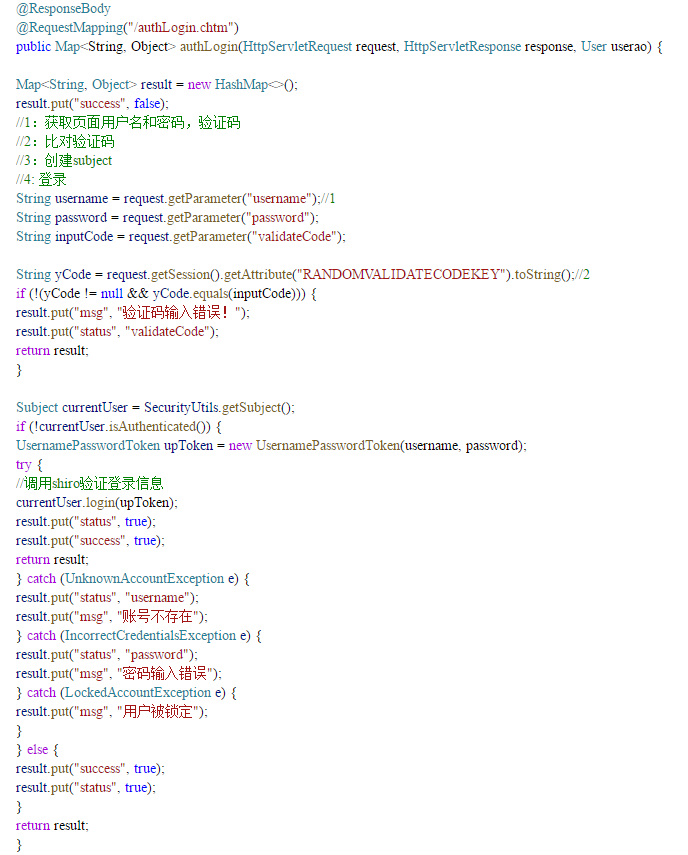 @ResponseBody
@RequestMapping("/authLogin.chtm")
public Map<String, Object> authLogin(HttpServletRequest request, HttpServletResponse response, User userao) {
Map<String, Object> result = new HashMap<>();
result.put("success", false);
//1：获取页面用户名和密码，验证码
//2：比对验证码
//3：创建subject
//4: 登录
String username = request.getParameter("username");//1
String password = request.getParameter("password");
String inputCode = request.getParameter("validateCode");
String yCode = request.getSession().getAttribute("RANDOMVALIDATECODEKEY").toString();//2
if (!(yCode != null && yCode.equals(inputCode))) {
result.put("msg", "验证码输入错误！");
result.put("status", "validateCode");
return result;
}
Subject currentUser = SecurityUtils.getSubject();
if (!currentUser.isAuthenticated()) {
UsernamePasswordToken upToken = new UsernamePasswordToken(username, password);
try {
//调用shiro验证登录信息
currentUser.login(upToken);
result.put("status", true);
result.put("success", true);
return result;
} catch (UnknownAccountException e) {
result.put("status", "username");
result.put("msg", "账号不存在");
} catch (IncorrectCredentialsException e) {
result.put("status", "password");
result.put("msg", "密码输入错误");
} catch (LockedAccountException e) {
result.put("msg", "用户被锁定");
}
} else {
result.put("success", true);
result.put("status", true);
}
return result;
}